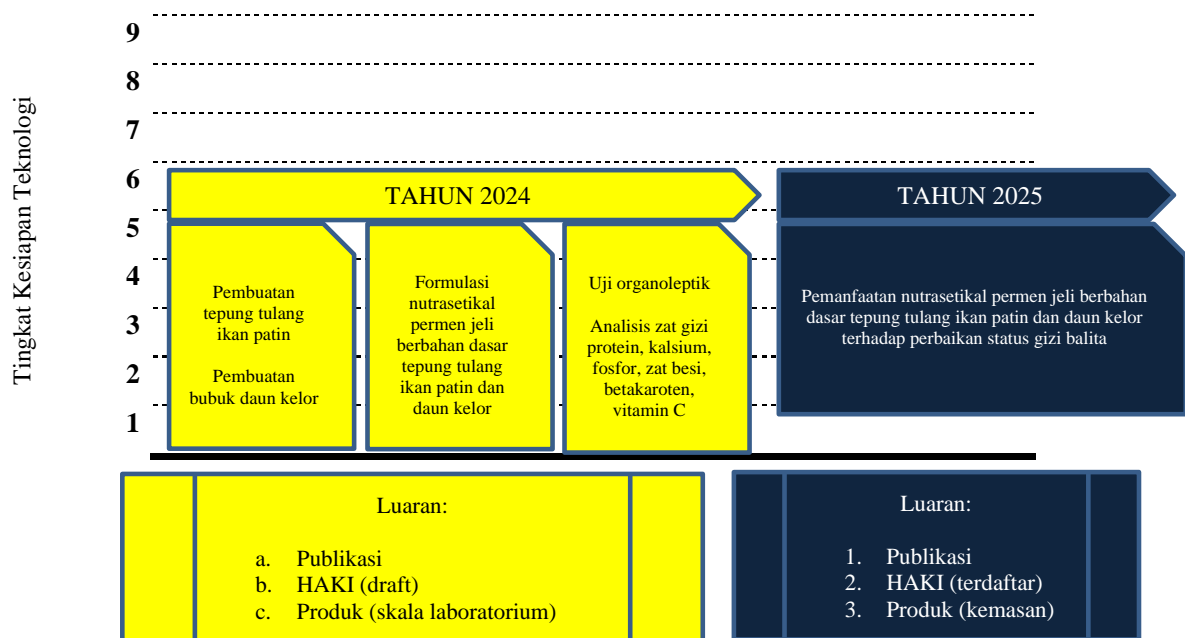 Tingkat Kesiapan Teknologi
9
8
7
6
5
4
3
2
1
TAHUN 2024
TAHUN 2025
Pembuatan
tepung tulang
ikan patin
Pembuatan
bubuk daun kelor
Formulasi
nutrasetikal
permen jeli
berbahan dasar
tepung tulang
ikan patin dan
daun kelor
Uji organoleptik
Analisis zat gizi
protein, kalsium,
fosfor, zat besi,
betakaroten,
vitamin C
Pemanfaatan nutrasetikal permen jeli berbahan
dasar tepung tulang ikan patin dan daun kelor
terhadap perbaikan status gizi balita
Luaran:
a. Publikasi
b. HAKI (draft)
c. Produk (skala laboratorium)
Luaran:
1. Publikasi
2. HAKI (terdaftar)
3. Produk (kemasan)